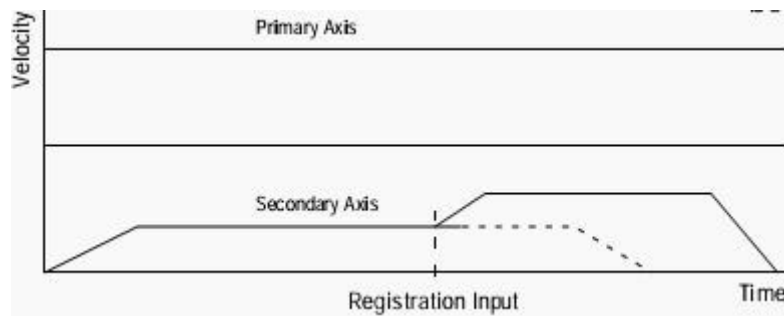 Primary Axis
Velocity
Secondary Axis
Time
Registration Input